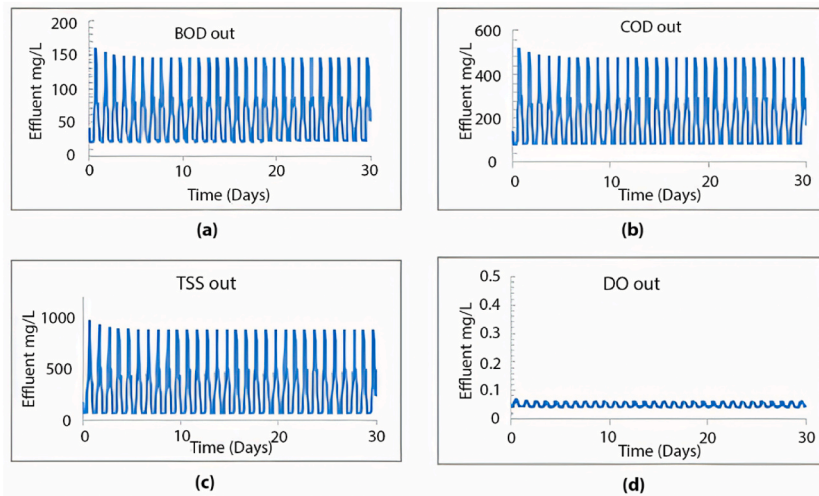 BOD out
200
150
100
50
0
Effluent mg/L
0 10 20 30
Time (Days)
(a)
COD out
600
400
200
0
Effluent mg/L
0 10 20 30
Time (Days)
(b)
TSS out
1000
500
0
Effluent mg/L
0 10 20 30
Time (Days)
(c)
DO out
0.5
0.4
0.3
0.2
0.1
0
Effluent mg/L
0 10 20 30
Time (Days)
(d)